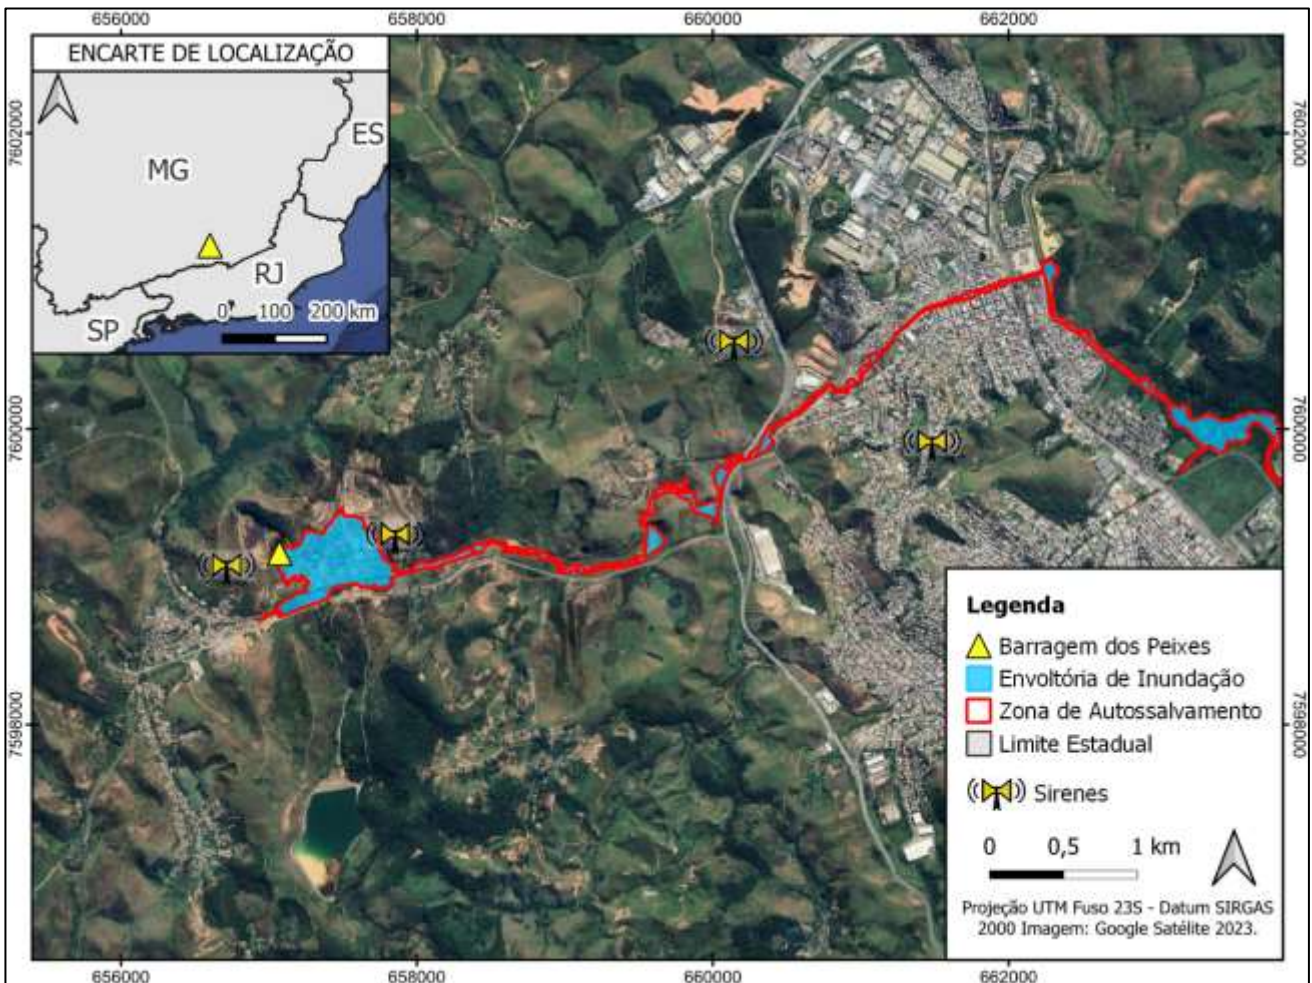 656000 658000 660000 662000
ENCARTE DE LOCALIZAÇÃO
MG
ES
RJ
SP
0 100 200 km
7602000
7602000
7600000
7600000
7598000
7598000
Legenda
Barragem dos Peixes
Envoltória de Inundação
Zona de Autossalvamento
Limite Estadual
Sirenes
0 0,5 1 km
Projeção UTM Fuso 23S - Datum SIRGAS
2000 Imagem: Google Satélite 2023.
656000 658000 660000 662000